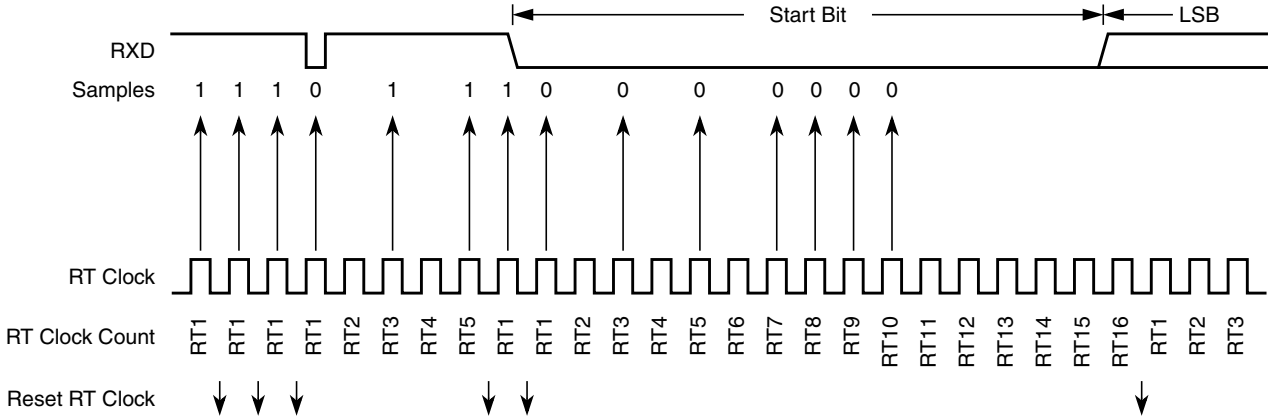 Start Bit LSB
RXD
Samples 1 1 1 0 1 1 1 0 0 0 0 0 0 0
RT Clock
RT Clock Count RT1 RT1 RT1 RT1 RT2 RT3 RT4 RT5 RT1 RT1 RT2 RT3 RT4 RT5 RT6 RT7 RT8 RT9 RT10 RT11 RT12 RT13 RT14 RT15 RT16 RT1 RT2 RT3
Reset RT Clock